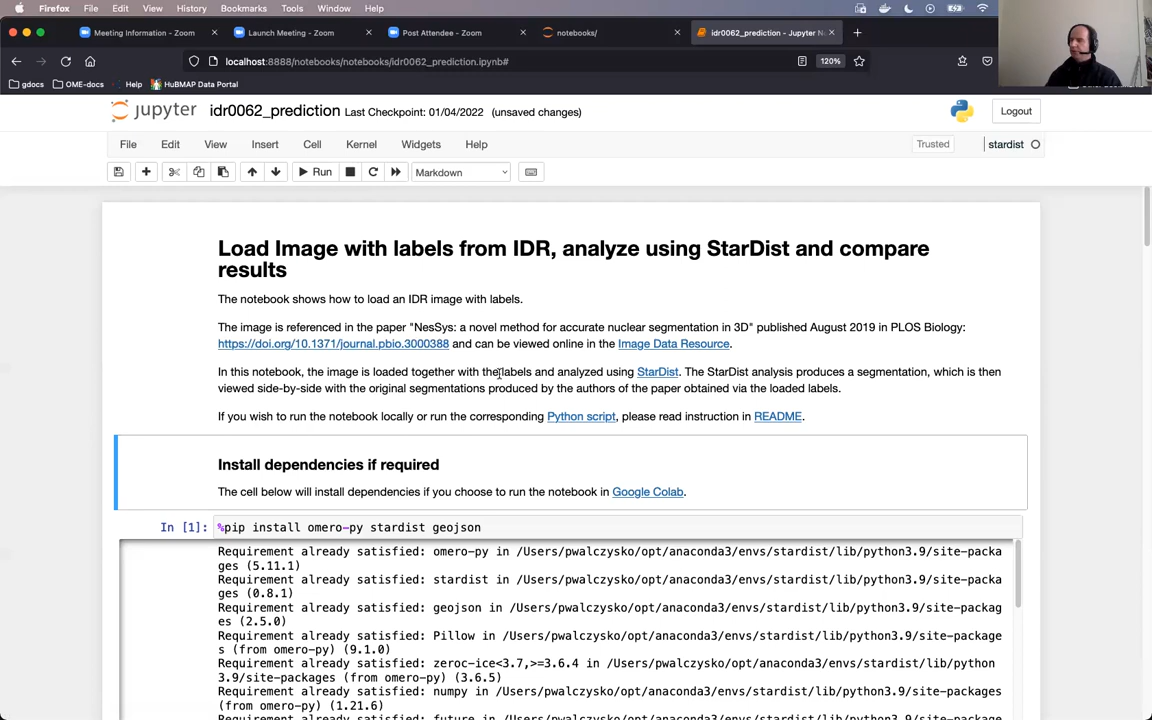 Firefox File Edit View History Bookmarks Tools Window Help
Meeting Information - Zoom
Launch Meeting - Zoom
Post Attendee - Zoom
notebooks/
idr0062_prediction - Jupyter N
localhost:8888/notebooks/notebooks/idr0062_prediction.ipynb#
120%
gdocs OME-docs Help HuBMAP Data Portal
jupyter idr0062_prediction Last Checkpoint: 01/04/2022 (unsaved changes)
Logout
File Edit View Insert Cell Kernel Widgets Help
Trusted
stardist
Run
Markdown
Load Image with labels from IDR, analyze using StarDist and compare
results
The notebook shows how to load an IDR image with labels.
The image is referenced in the paper "NesSys: a novel method for accurate nuclear segmentation in 3D" published August 2019 in PLOS Biology:
https://doi.org/10.1371/journal.pbio.3000388 and can be viewed online in the Image Data Resource.
In this notebook, the image is loaded together with the labels and analyzed using StarDist. The StarDist analysis produces a segmentation, which is then
viewed side-by-side with the original segmentations produced by the authors of the paper obtained via the loaded labels.
If you wish to run the notebook locally or run the corresponding Python script, please read instruction in README.
Install dependencies if required
The cell below will install dependencies if you choose to run the notebook in Google Colab.
In [1]: %pip install omero-py stardist geojson
Requirement already satisfied: omero-py in /Users/pwalczysko/opt/anaconda3/envs/stardist/lib/python3.9/site-packa
ges (5.11.1)
Requirement already satisfied: stardist in /Users/pwalczysko/opt/anaconda3/envs/stardist/lib/python3.9/site-packa
ges (0.8.1)
Requirement already satisfied: geojson in /Users/pwalczysko/opt/anaconda3/envs/stardist/lib/python3.9/site-packag
es (2.5.0)
Requirement already satisfied: Pillow in /Users/pwalczysko/opt/anaconda3/envs/stardist/lib/python3.9/site-package
s (from omero-py) (9.1.0)
Requirement already satisfied: zeroc-ice<3.7,>=3.6.4 in /Users/pwalczysko/opt/anaconda3/envs/stardist/lib/python
3.9/site-packages (from omero-py) (3.6.5)
Requirement already satisfied: numpy in /Users/pwalczysko/opt/anaconda3/envs/stardist/lib/python3.9/site-packages
(from omero-py) (1.21.6)
Requirement already satisfied: future in /Users/pwalczysko/opt/anaconda3/envs/stardist/lib/python3.9/site-package